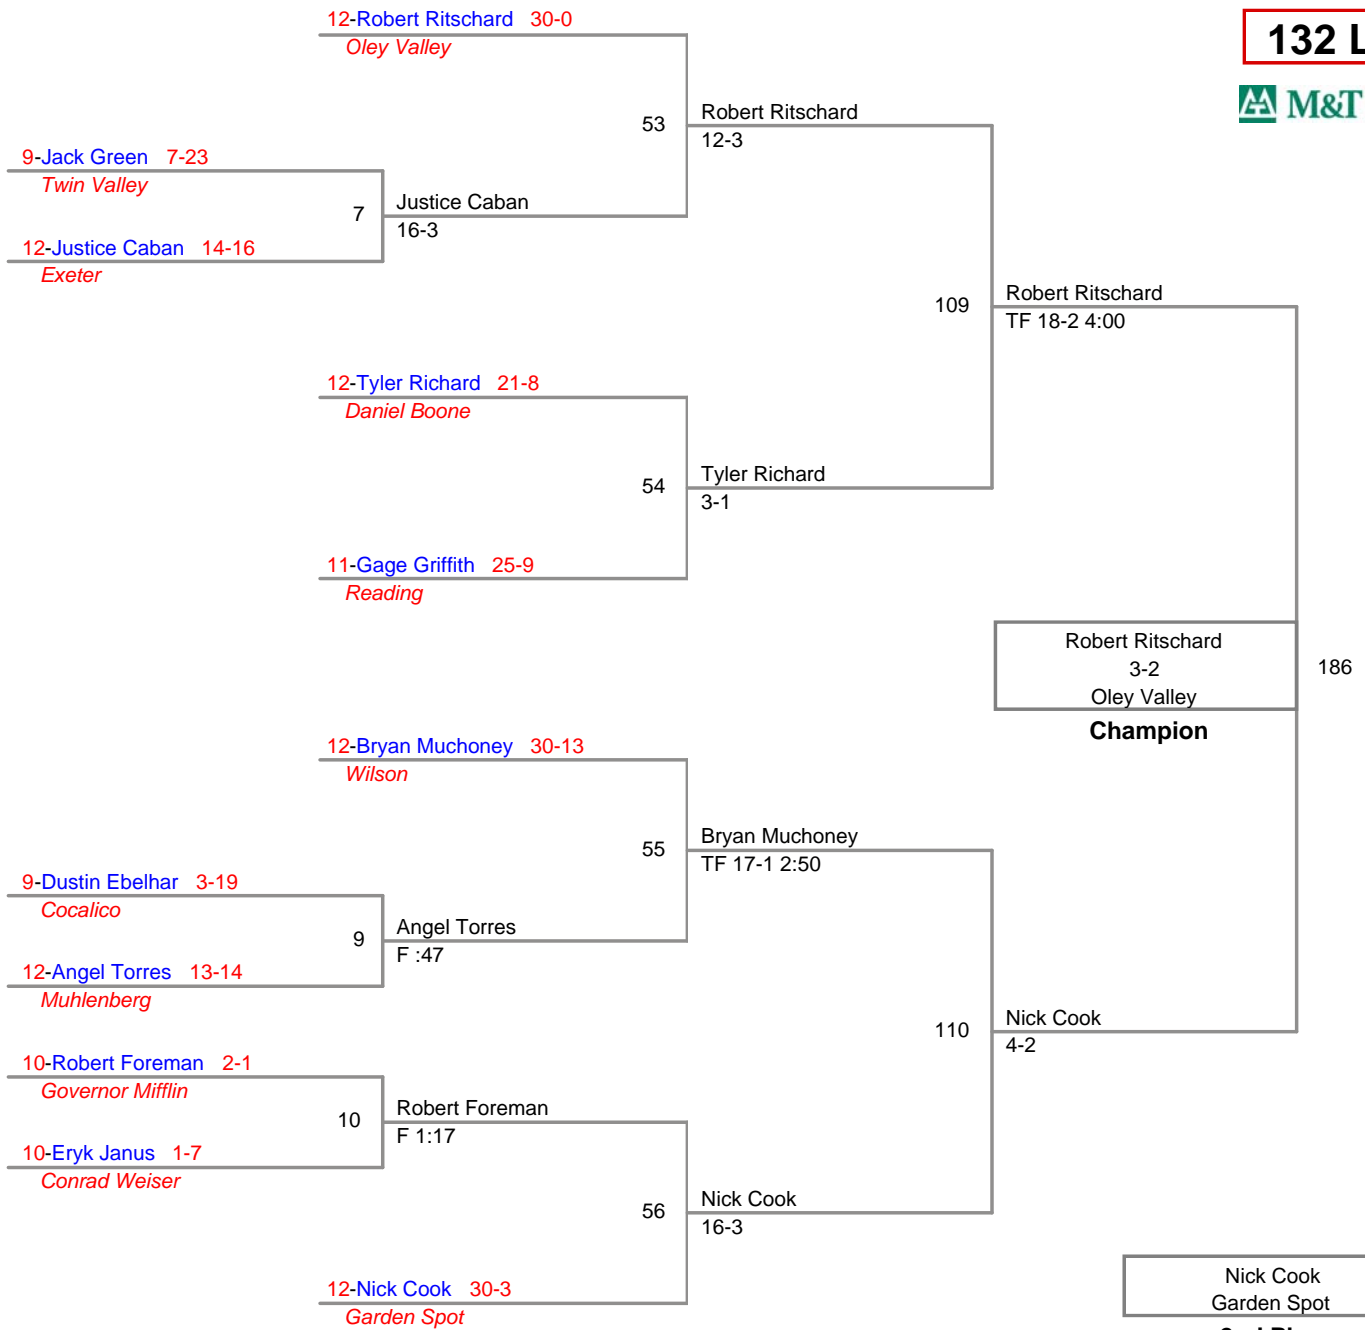 12-Robert Ritschard 30-0
Oley Valley
132 L
M&T
53
Robert Ritschard
12-3
9-Jack Green 7-23
Twin Valley
7
Justice Caban
16-3
12-Justice Caban 14-16
Exeter
109
Robert Ritschard
TF 18-2 4:00
12-Tyler Richard 21-8
Daniel Boone
54
Tyler Richard
3-1
11-Gage Griffith 25-9
Reading
Robert Ritschard
3-2
Oley Valley
186
Champion
12-Bryan Muchoney 30-13
Wilson
55
Bryan Muchoney
TF 17-1 2:50
9-Dustin Ebelhar 3-19
Cocalico
9
Angel Torres
F :47
12-Angel Torres 13-14
Muhlenberg
110
Nick Cook
4-2
10-Robert Foreman 2-1
Governor Mifflin
10
Robert Foreman
F 1:17
10-Eryk Janus 1-7
Conrad Weiser
56
Nick Cook
16-3
12-Nick Cook 30-3
Garden Spot
Nick Cook
Garden Spot